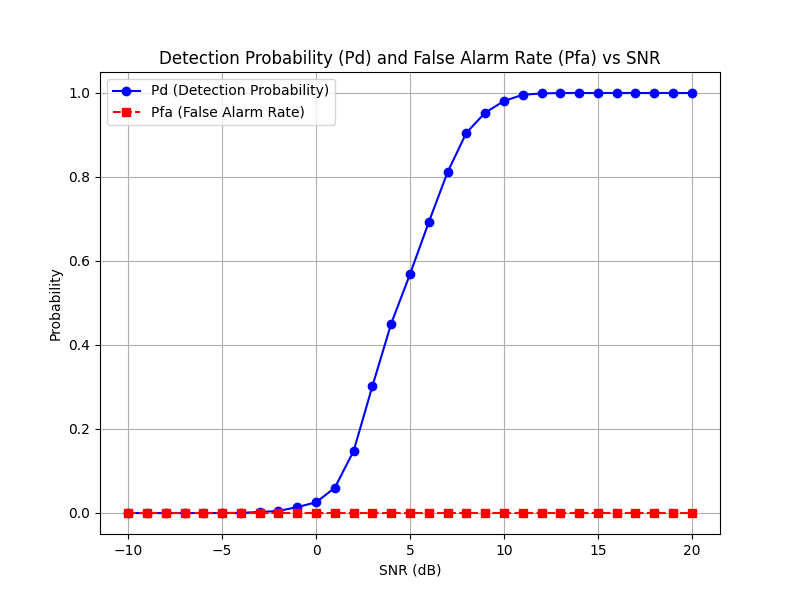 Detection Probability (Pd) and False Alarm Rate (Pfa) vs SNR
Pd (Detection Probability)
Pfa (False Alarm Rate)
1.0
0.8
0.6
0.4
0.2
0.0
Probability
−10 −5 0 5 10 15 20
SNR (dB)